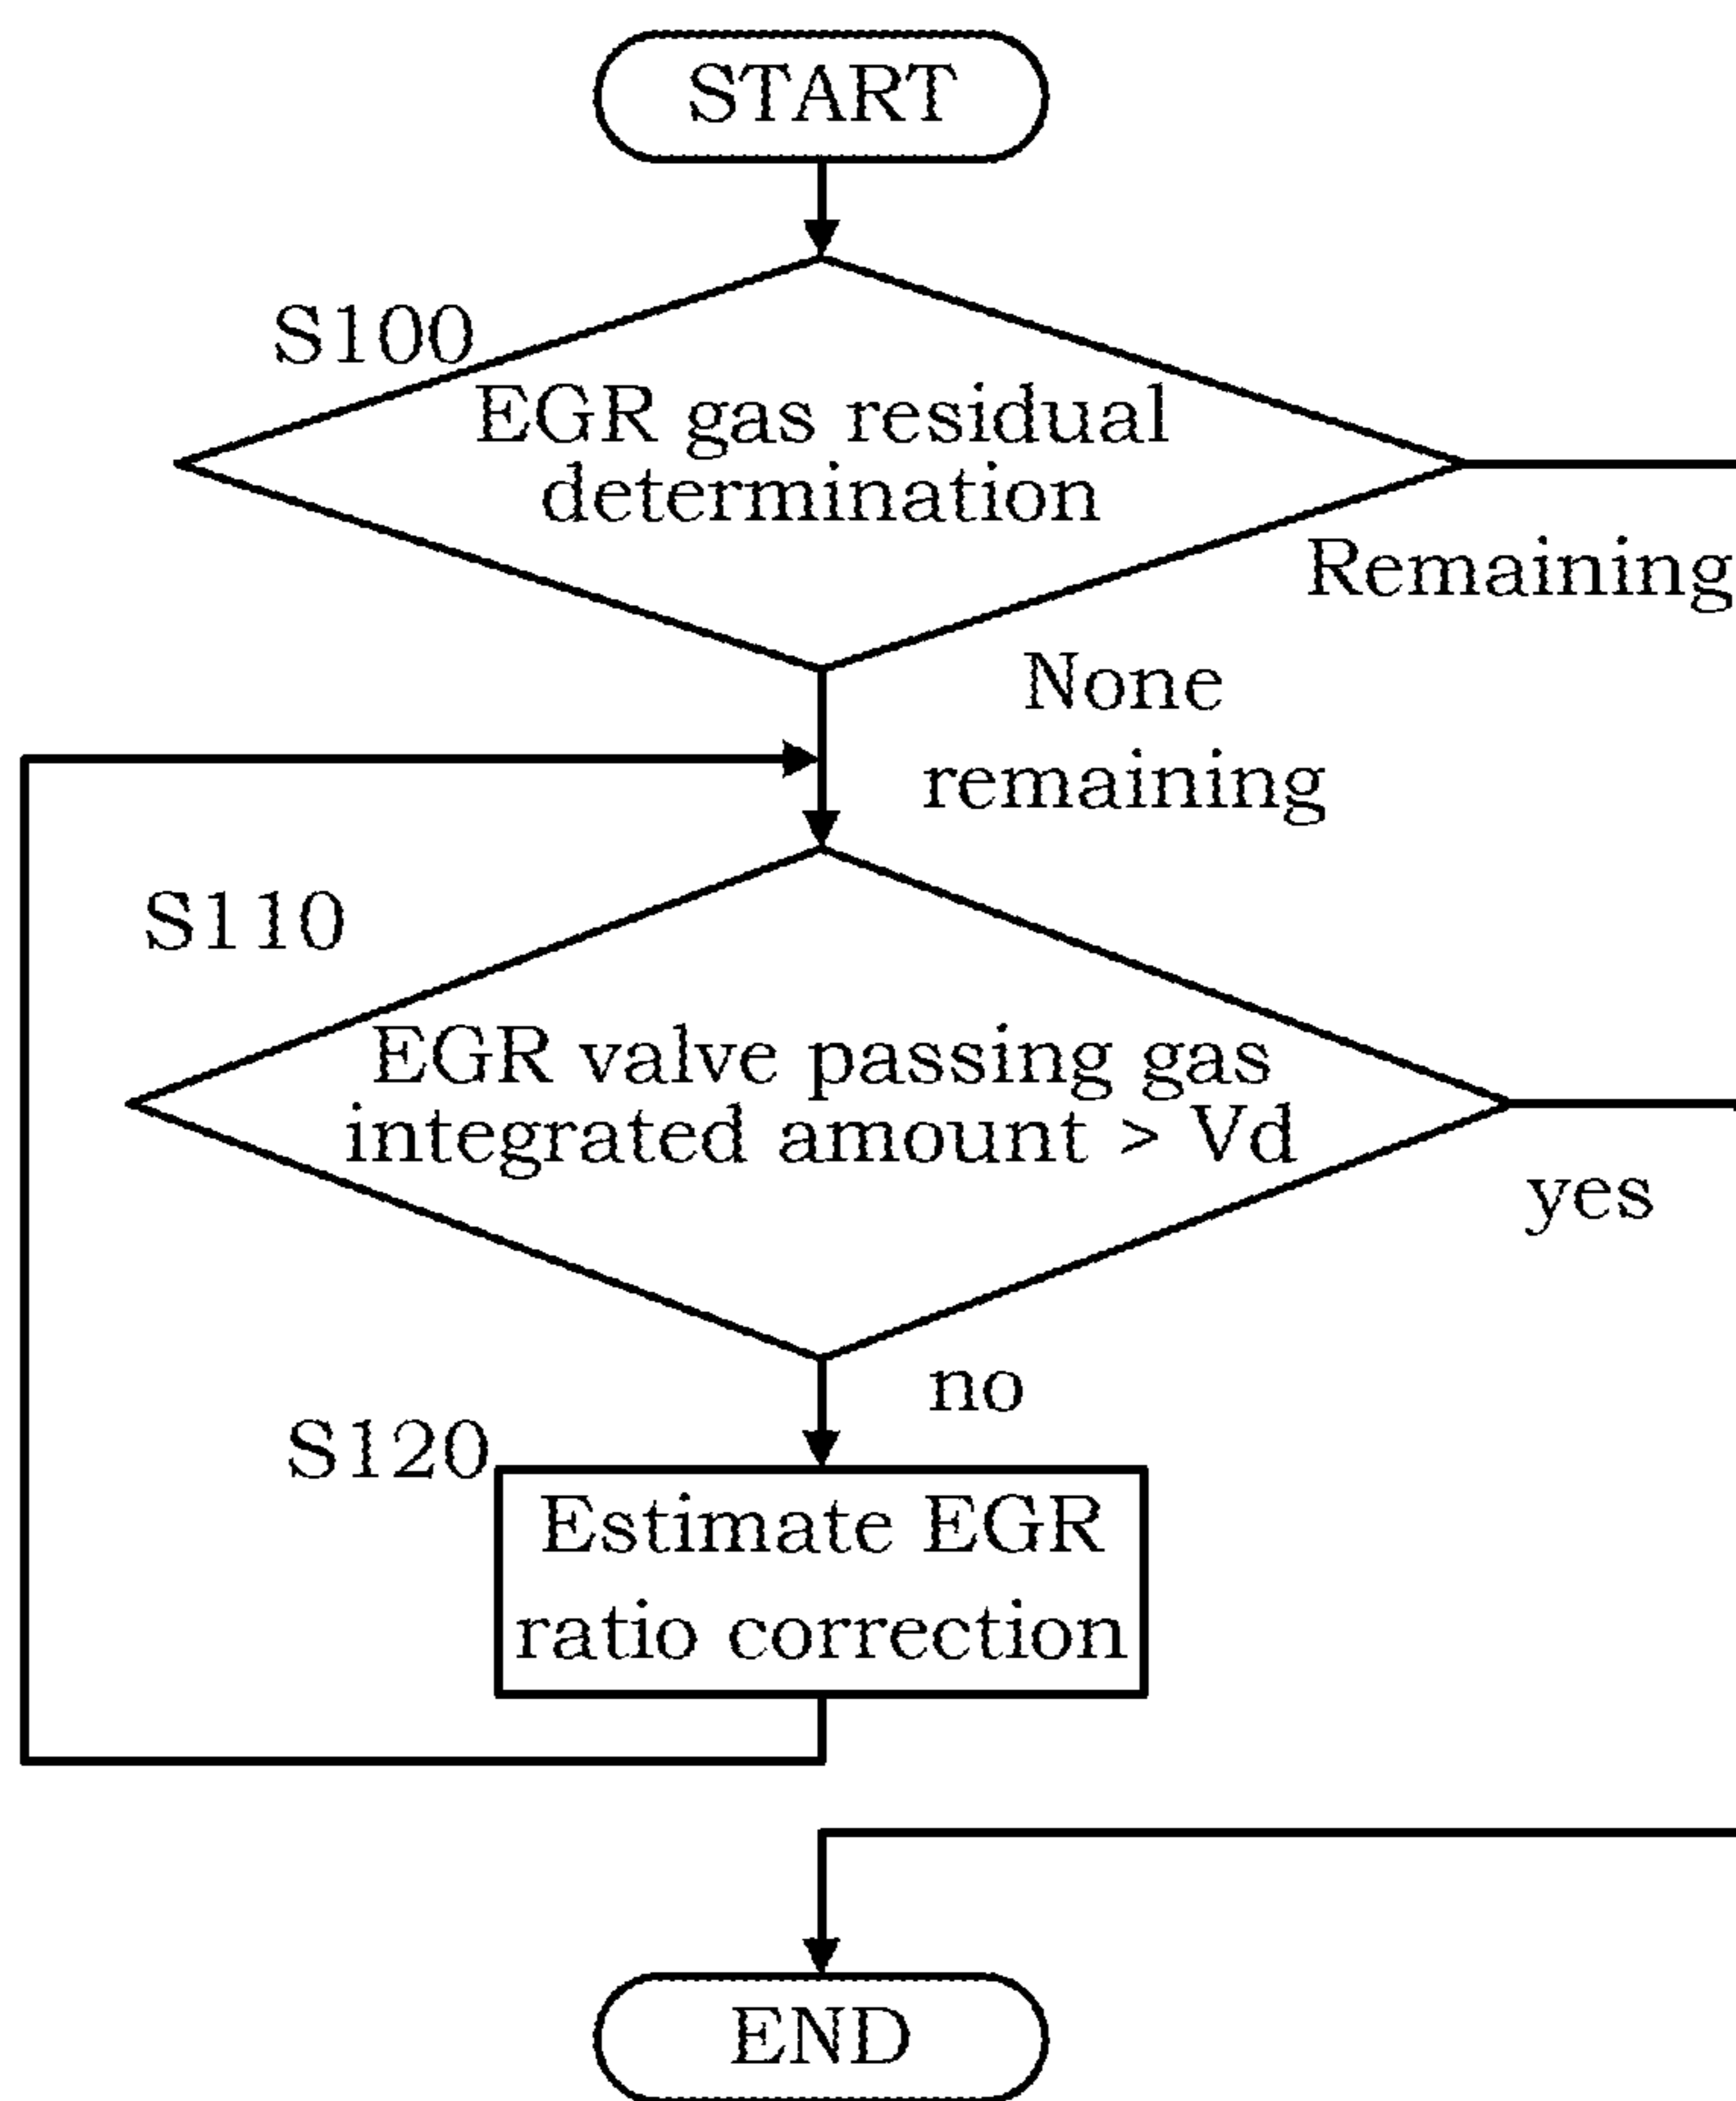 START
S100
EGR gas residual
determination
Remaining
None
remaining
S110
EGR valve passing gas
integrated amount > Vd
yes
no
S120
Estimate EGR
ratio correction
END